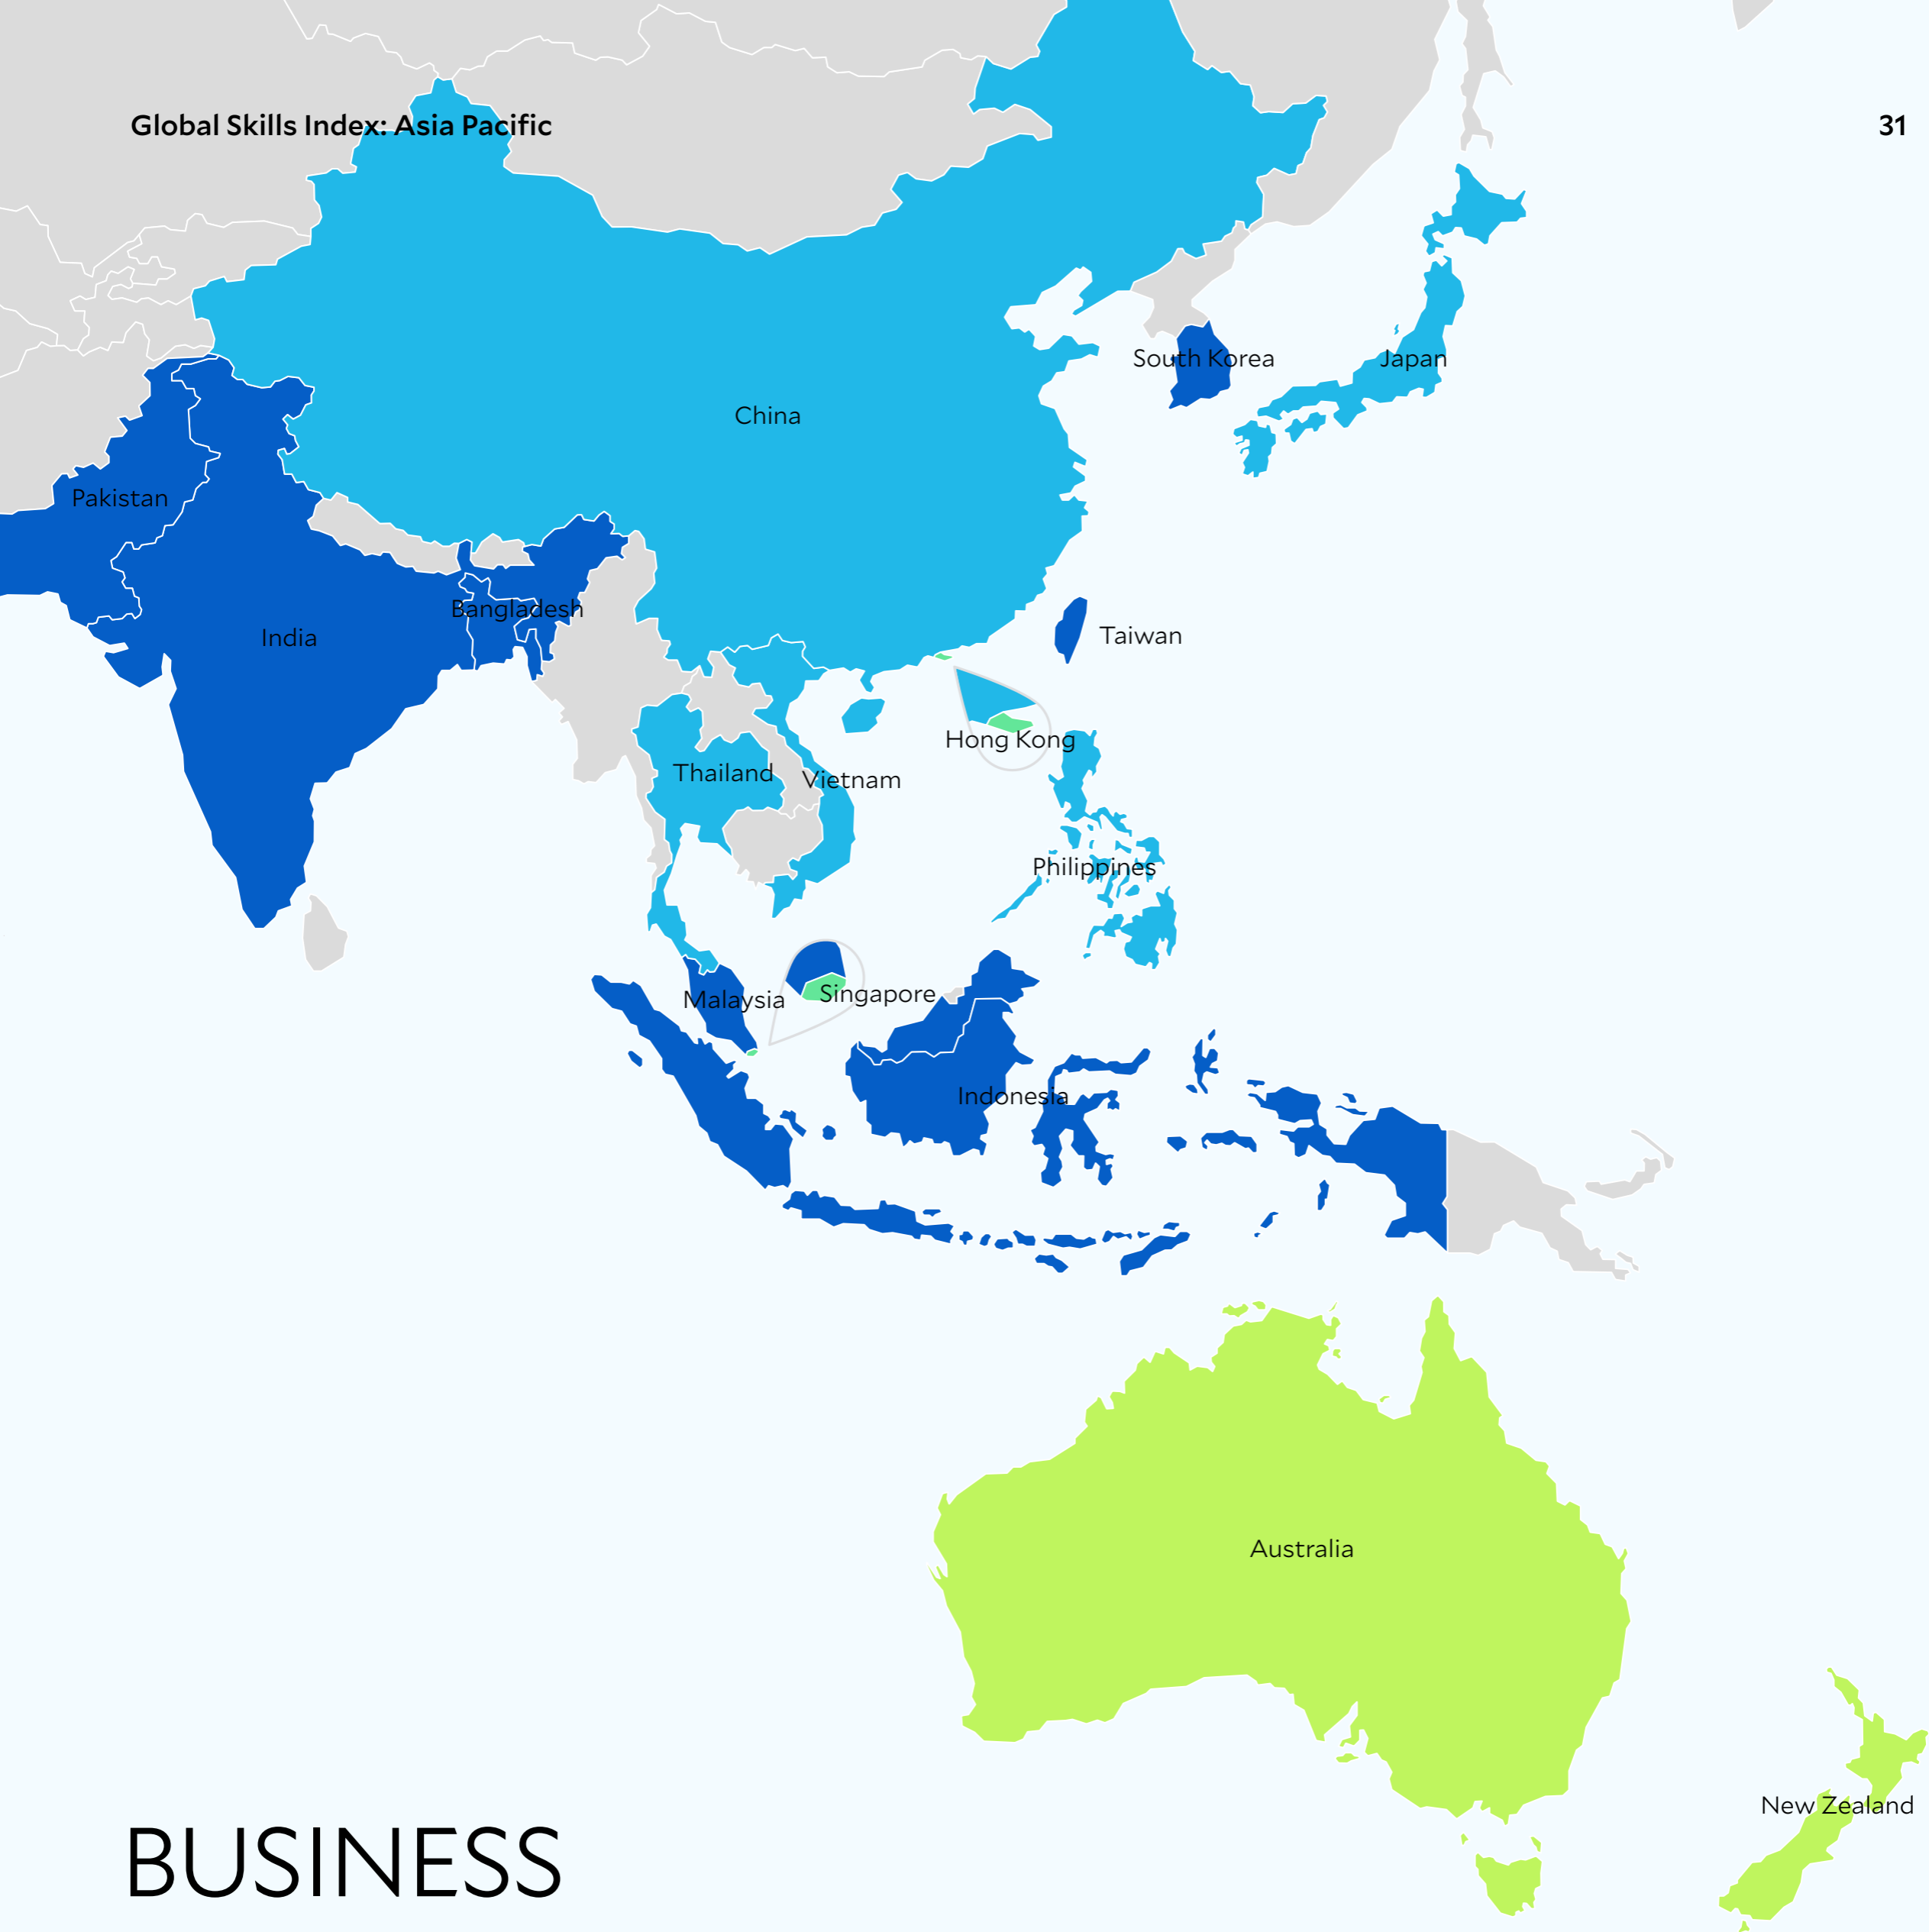 Global Skills Index: Asia Pacific
31
South Korea
Japan
China
Pakistan
Bangladesh
India
Taiwan
Hong Kong
Thailand
Vietnam
Philippines
Malaysia
Singapore
Indonesia
Australia
New Zealand
BUSINESS